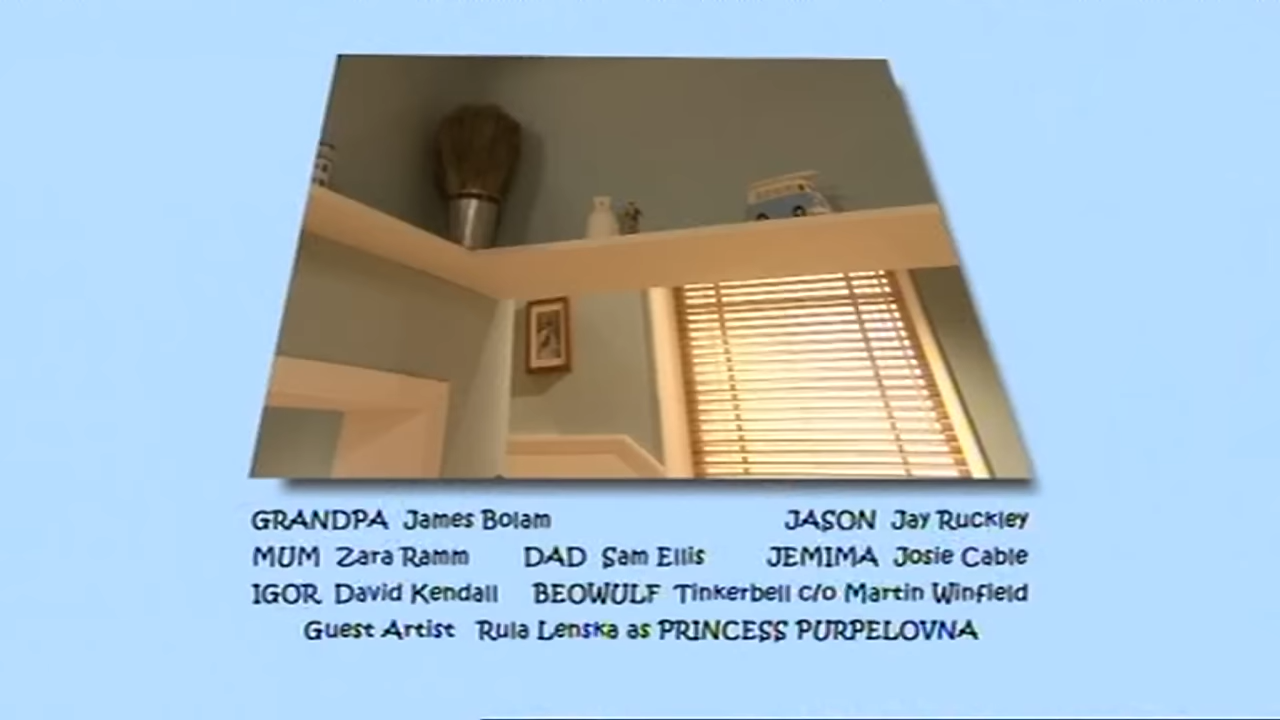 GRANDPA James Bolam JASON Jay Ruckley
MUM Zara Ramm DAD Sam Ellis JEMIMA Josie Cable
IGOR David Kendall BEOWULF Tinkerbell c/o Martin Winfield
Guest Artist Rula Lenska as PRINCESS PURPELOVNA